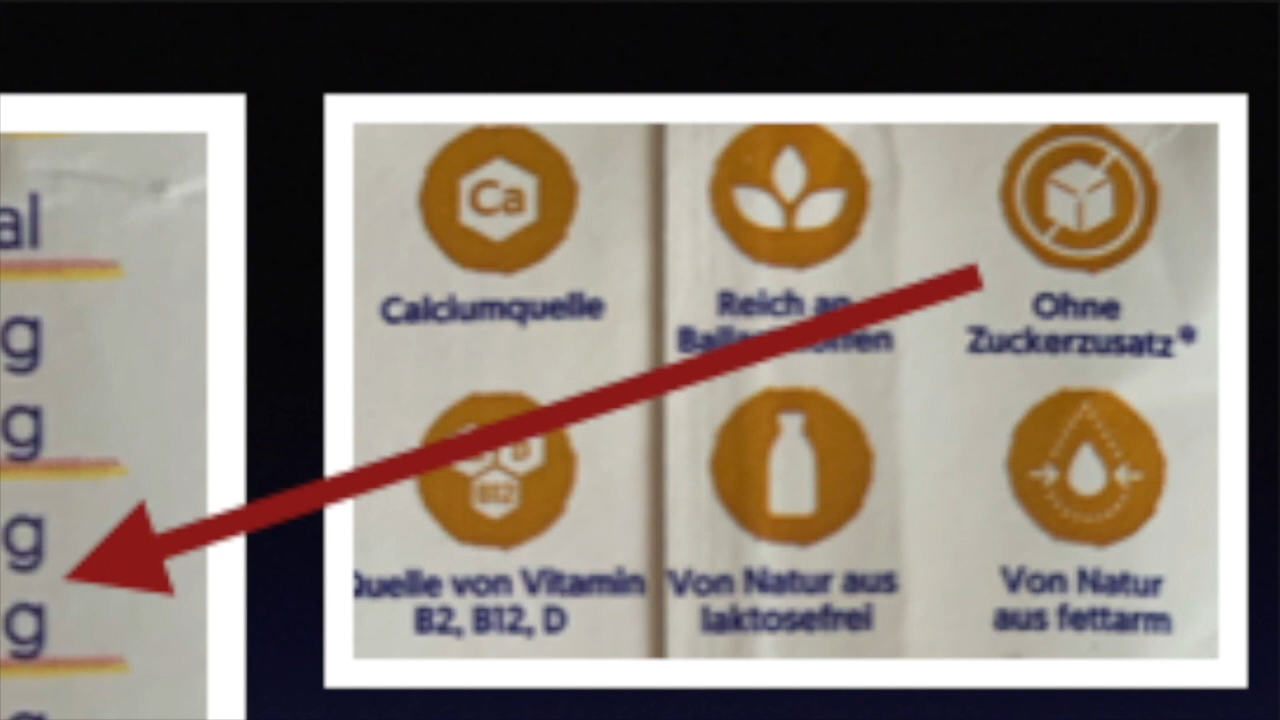 al
g
g
g
g
g
Ca
Calciumquelle
Reich an
Ohne
Zuckerzusatz*
B12
Quelle von Vitamin
B2, B12, D
Von Natur aus
laktosefrei
Von Natur
aus fettarm